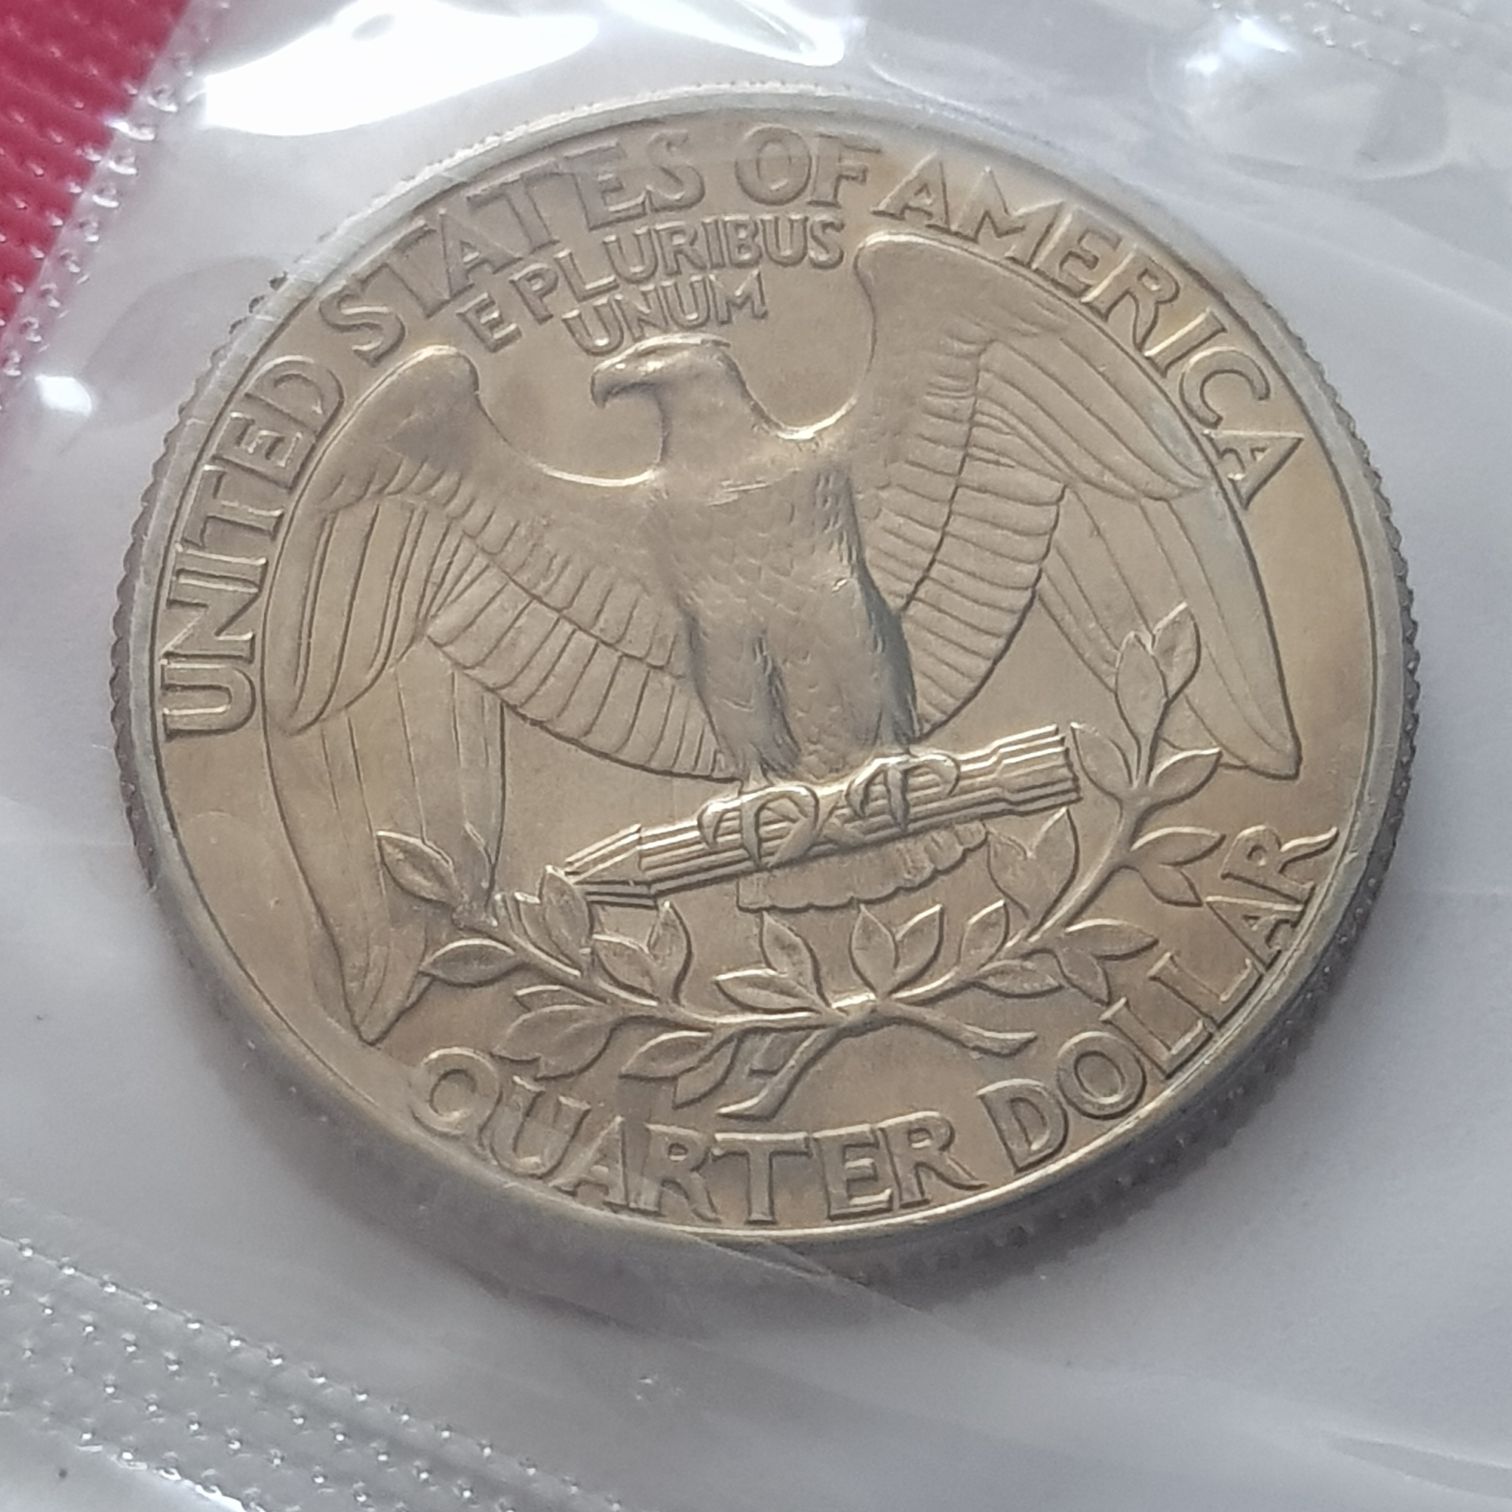 UNITED STATES OF AMERICA
E PLURIBUS
UNUM
QUARTER DOLLAR